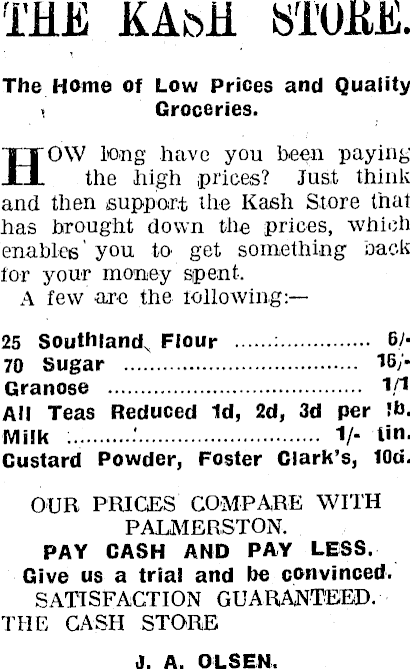 THE KASH STORE.
The Home of Low Prices and Quality
Groceries.
HOW long have you been paying
the high prices? Just think
and then support the Kash Store that
has brought down the prices, which
enables you to get something back
for your money spent.
A few are the following:—
25 Southland Flour .................... 6/-
70 Sugar .................................. 16/-
Granose .................................... 1/1
All Teas Reduced 1d, 2d, 3d per lb.
Milk .................................... 1/- tin.
Custard Powder, Foster Clark's, 10d.
OUR PRICES COMPARE WITH
PALMERSTON.
PAY CASH AND PAY LESS.
Give us a trial and be convinced.
SATISFACTION GUARANTEED.
THE CASH STORE
J. A. OLSEN.